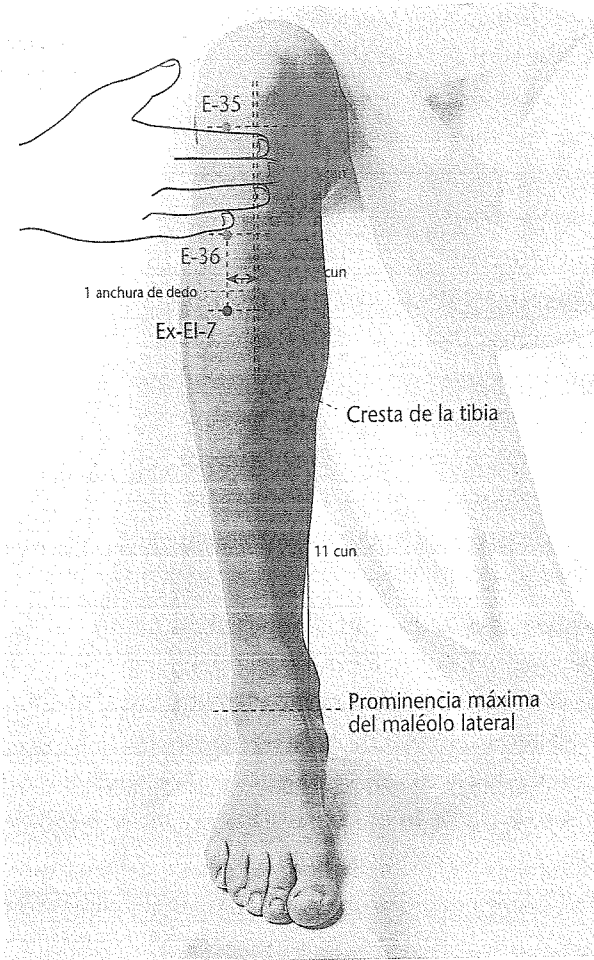 E-35
cun
E-36
cun
1 anchura de dedo
Ex-EI-7
Cresta de la tibia
11 cun
Prominencia máxima
del maléolo lateral